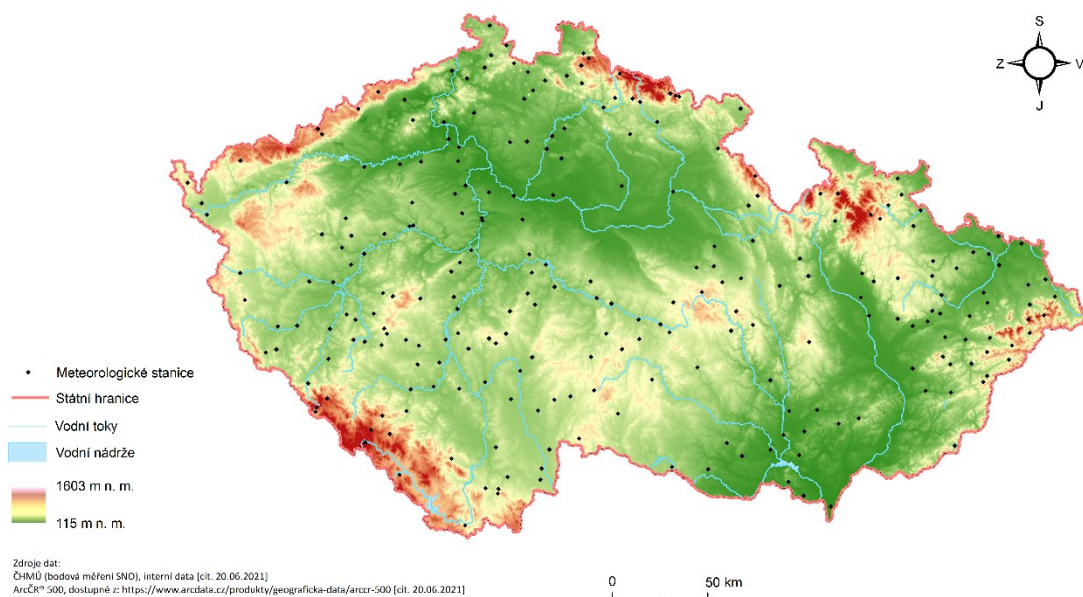 S
Z
V
J
Meteorologické stanice
Státní hranice
Vodní toky
Vodní nádrže
1603 m n. m.
115 m n. m.
Zdroje dat:
ČHMÚ (bodová měření SNO), interní data [cit. 20.06.2021]
ArcČR® 500, dostupné z: https://www.arcdata.cz/produkty/geograficka-data/arccr-500 [cit. 20.06.2021]
0 50 km